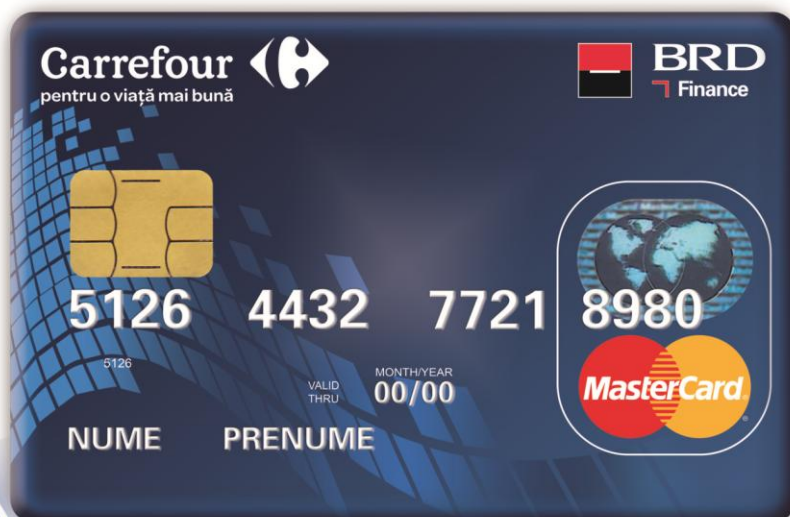 Carrefour
pentru o viață mai bună
BRD
Finance
5126 4432 7721 8980
5126
MONTH/YEAR
VALID THRU 00/00
MasterCard
NUME PRENUME